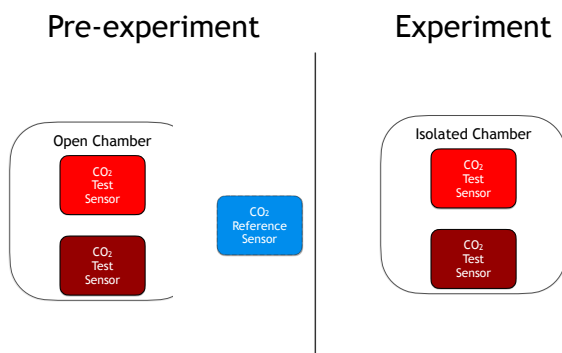 Pre-experiment
Experiment
Open Chamber
CO₂
Test
Sensor
CO₂
Test
Sensor
CO₂
Reference
Sensor
Isolated Chamber
CO₂
Test
Sensor
CO₂
Test
Sensor